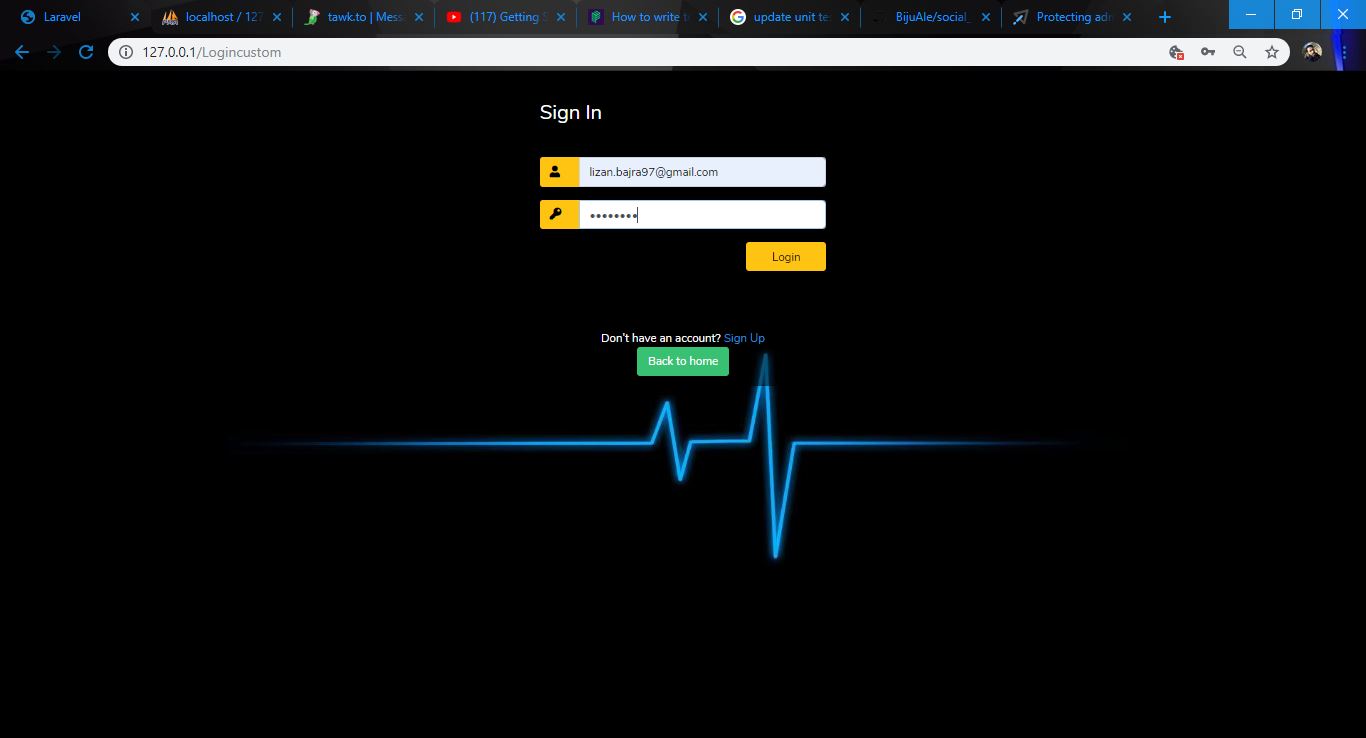 Laravel
localhost / 127
tawk.to | Mess
(117) Getting S
How to write t
update unit te
BijuAle/social_
Protecting adm
127.0.0.1/Logincustom
Sign In
lizan.bajra97@gmail.com
Login
Don't have an account? Sign Up
Back to home